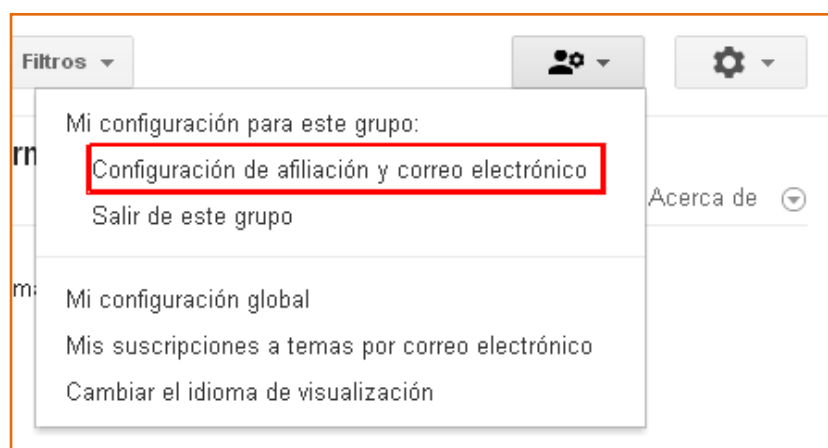 Filtros
Mi configuración para este grupo:
Configuración de afiliación y correo electrónico
Salir de este grupo
Acerca de
Mi configuración global
Mis suscripciones a temas por correo electrónico
Cambiar el idioma de visualización